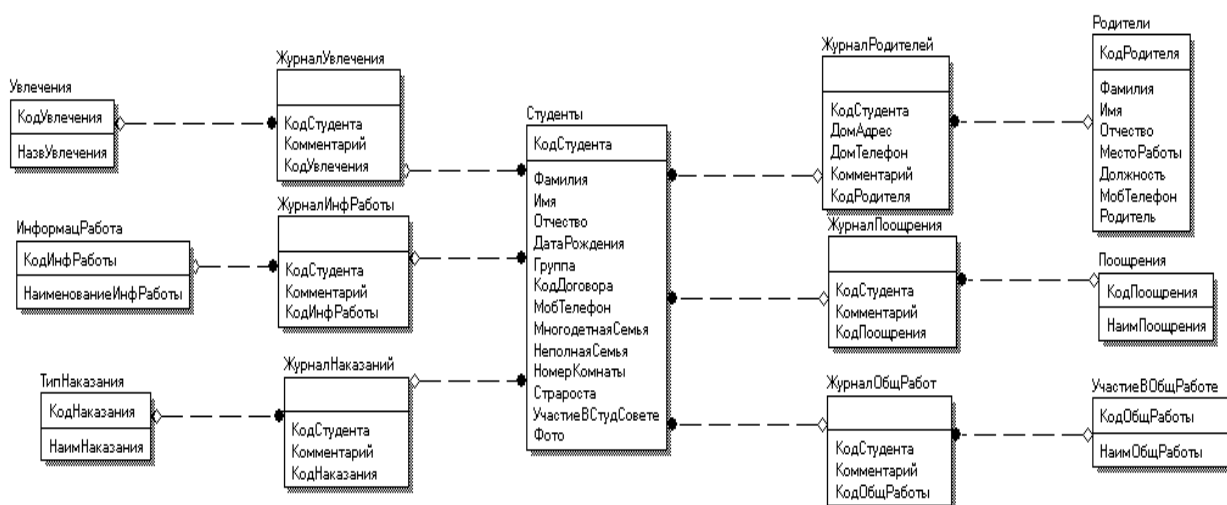 Увлечения
КодУвлечения
НазвУвлечения
ЖурналУвлечения
КодСтудента
Комментарий
КодУвлечения
ИнформацРабота
КодИнфРаботы
НаименованиеИнфРаботы
ЖурналИнфРаботы
КодСтудента
Комментарий
КодИнфРаботы
ТипНаказания
КодНаказания
НаимНаказания
ЖурналНаказаний
КодСтудента
Комментарий
КодНаказания
Студенты
КодСтудента
Фамилия
Имя
Отчество
ДатаРождения
Группа
КодДоговора
МобТелефон
МногодетнаяСемья
НеполнаяСемья
НомерКомнаты
Страроста
УчастиеВСтудСовете
Фото
ЖурналРодителей
КодСтудента
ДомАдрес
ДомТелефон
Комментарий
КодРодителя
Родители
КодРодителя
Фамилия
Имя
Отчество
МестоРаботы
Должность
МобТелефон
Родитель
ЖурналПоощрения
КодСтудента
Комментарий
КодПоощрения
Поощрения
КодПоощрения
НаимПоощрения
ЖурналОбщРабот
КодСтудента
Комментарий
КодОбщРаботы
УчастиеВОбщРаботе
КодОбщРаботы
НаимОбщРаботы